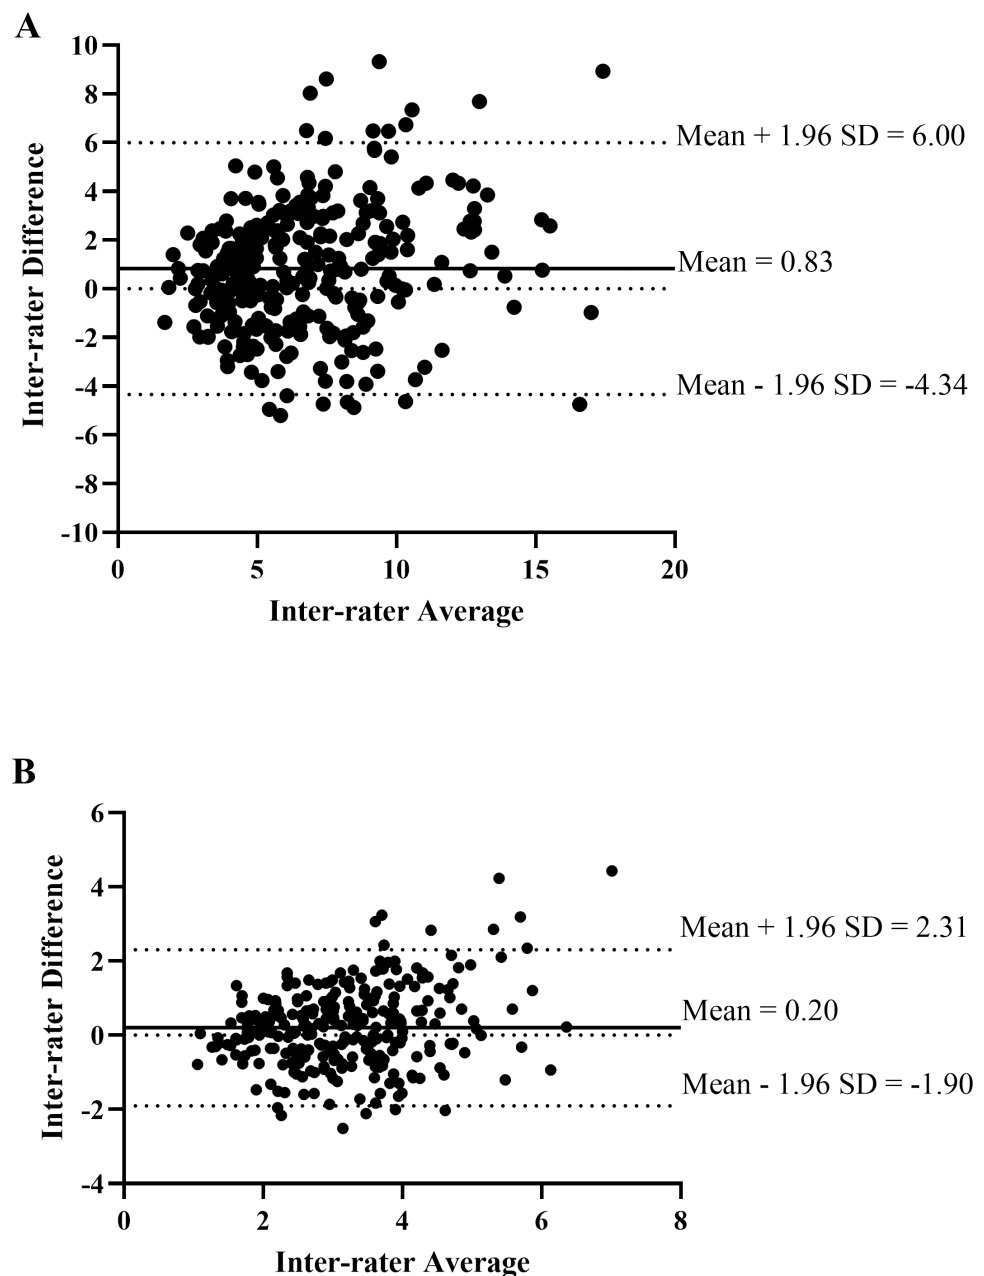 A
10
8
6
4
2
0
-2
-4
-6
-8
-10
Inter-rater Difference
Mean + 1.96 SD = 6.00
Mean = 0.83
Mean - 1.96 SD = -4.34
0 5 10 15 20
Inter-rater Average
B
6
4
2
0
-2
-4
Inter-rater Difference
Mean + 1.96 SD = 2.31
Mean = 0.20
Mean - 1.96 SD = -1.90
0 2 4 6 8
Inter-rater Average